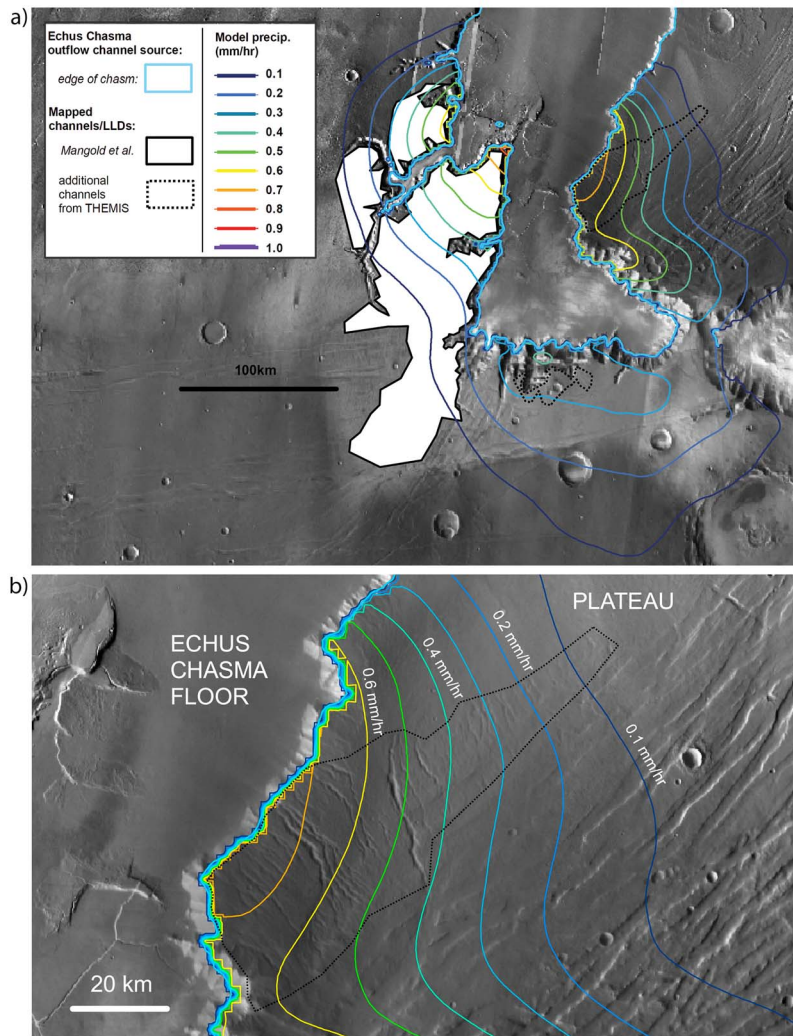 a)
Echus Chasma
outflow channel source:
edge of chasm:
Mapped
channels/LLDs:
Mangold et al.
additional
channels
from THEMIS
Model precip.
(mm/hr)
0.1
0.2
0.3
0.4
0.5
0.6
0.7
0.8
0.9
1.0
100km
b)
ECHUS
CHASMA
FLOOR
PLATEAU
0.6 mm/hr
0.4 mm/hr
0.2 mm/hr
0.1 mm/hr
20 km